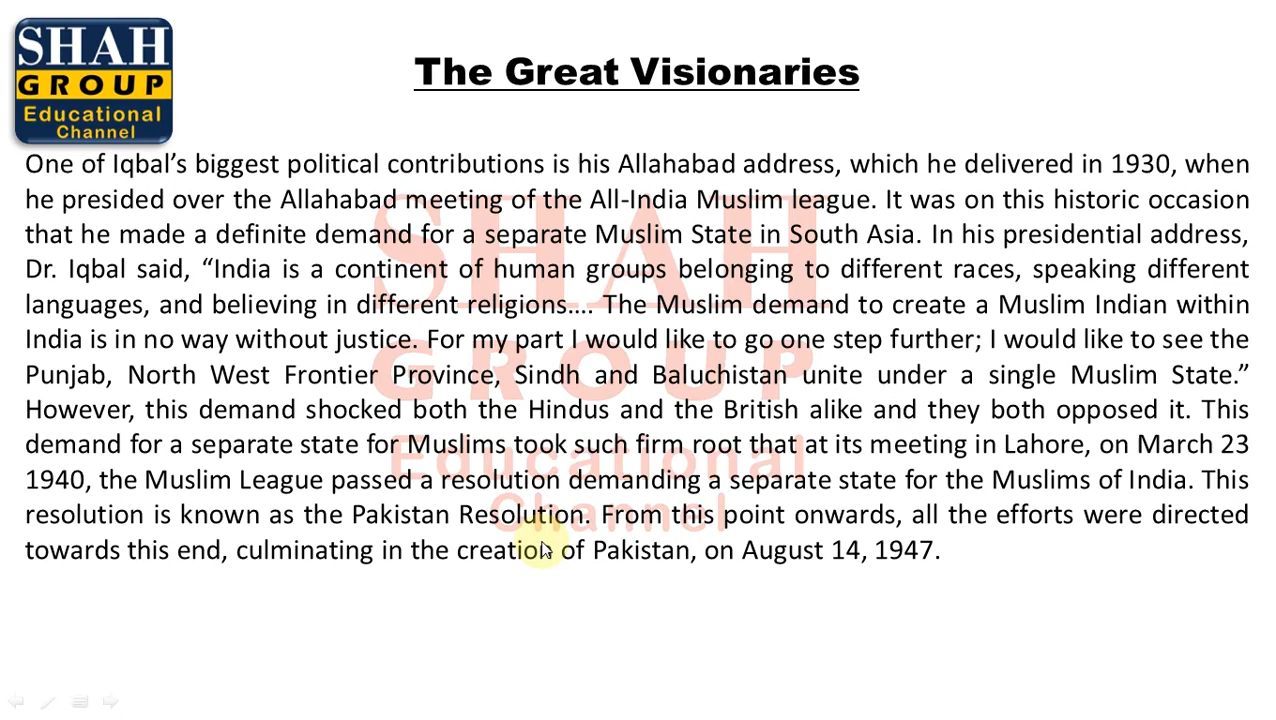 SHAH
GROUP
Educational
Channel
The Great Visionaries
One of Iqbal’s biggest political contributions is his Allahabad address, which he delivered in 1930, when
he presided over the Allahabad meeting of the All-India Muslim league. It was on this historic occasion
that he made a definite demand for a separate Muslim State in South Asia. In his presidential address,
Dr. Iqbal said, “India is a continent of human groups belonging to different races, speaking different
languages, and believing in different religions.... The Muslim demand to create a Muslim Indian within
India is in no way without justice. For my part I would like to go one step further; I would like to see the
Punjab, North West Frontier Province, Sindh and Baluchistan unite under a single Muslim State.”
However, this demand shocked both the Hindus and the British alike and they both opposed it. This
demand for a separate state for Muslims took such firm root that at its meeting in Lahore, on March 23
1940, the Muslim League passed a resolution demanding a separate state for the Muslims of India. This
resolution is known as the Pakistan Resolution. From this point onwards, all the efforts were directed
towards this end, culminating in the creation of Pakistan, on August 14, 1947.
SHAH
GROUP
Educational
Channel